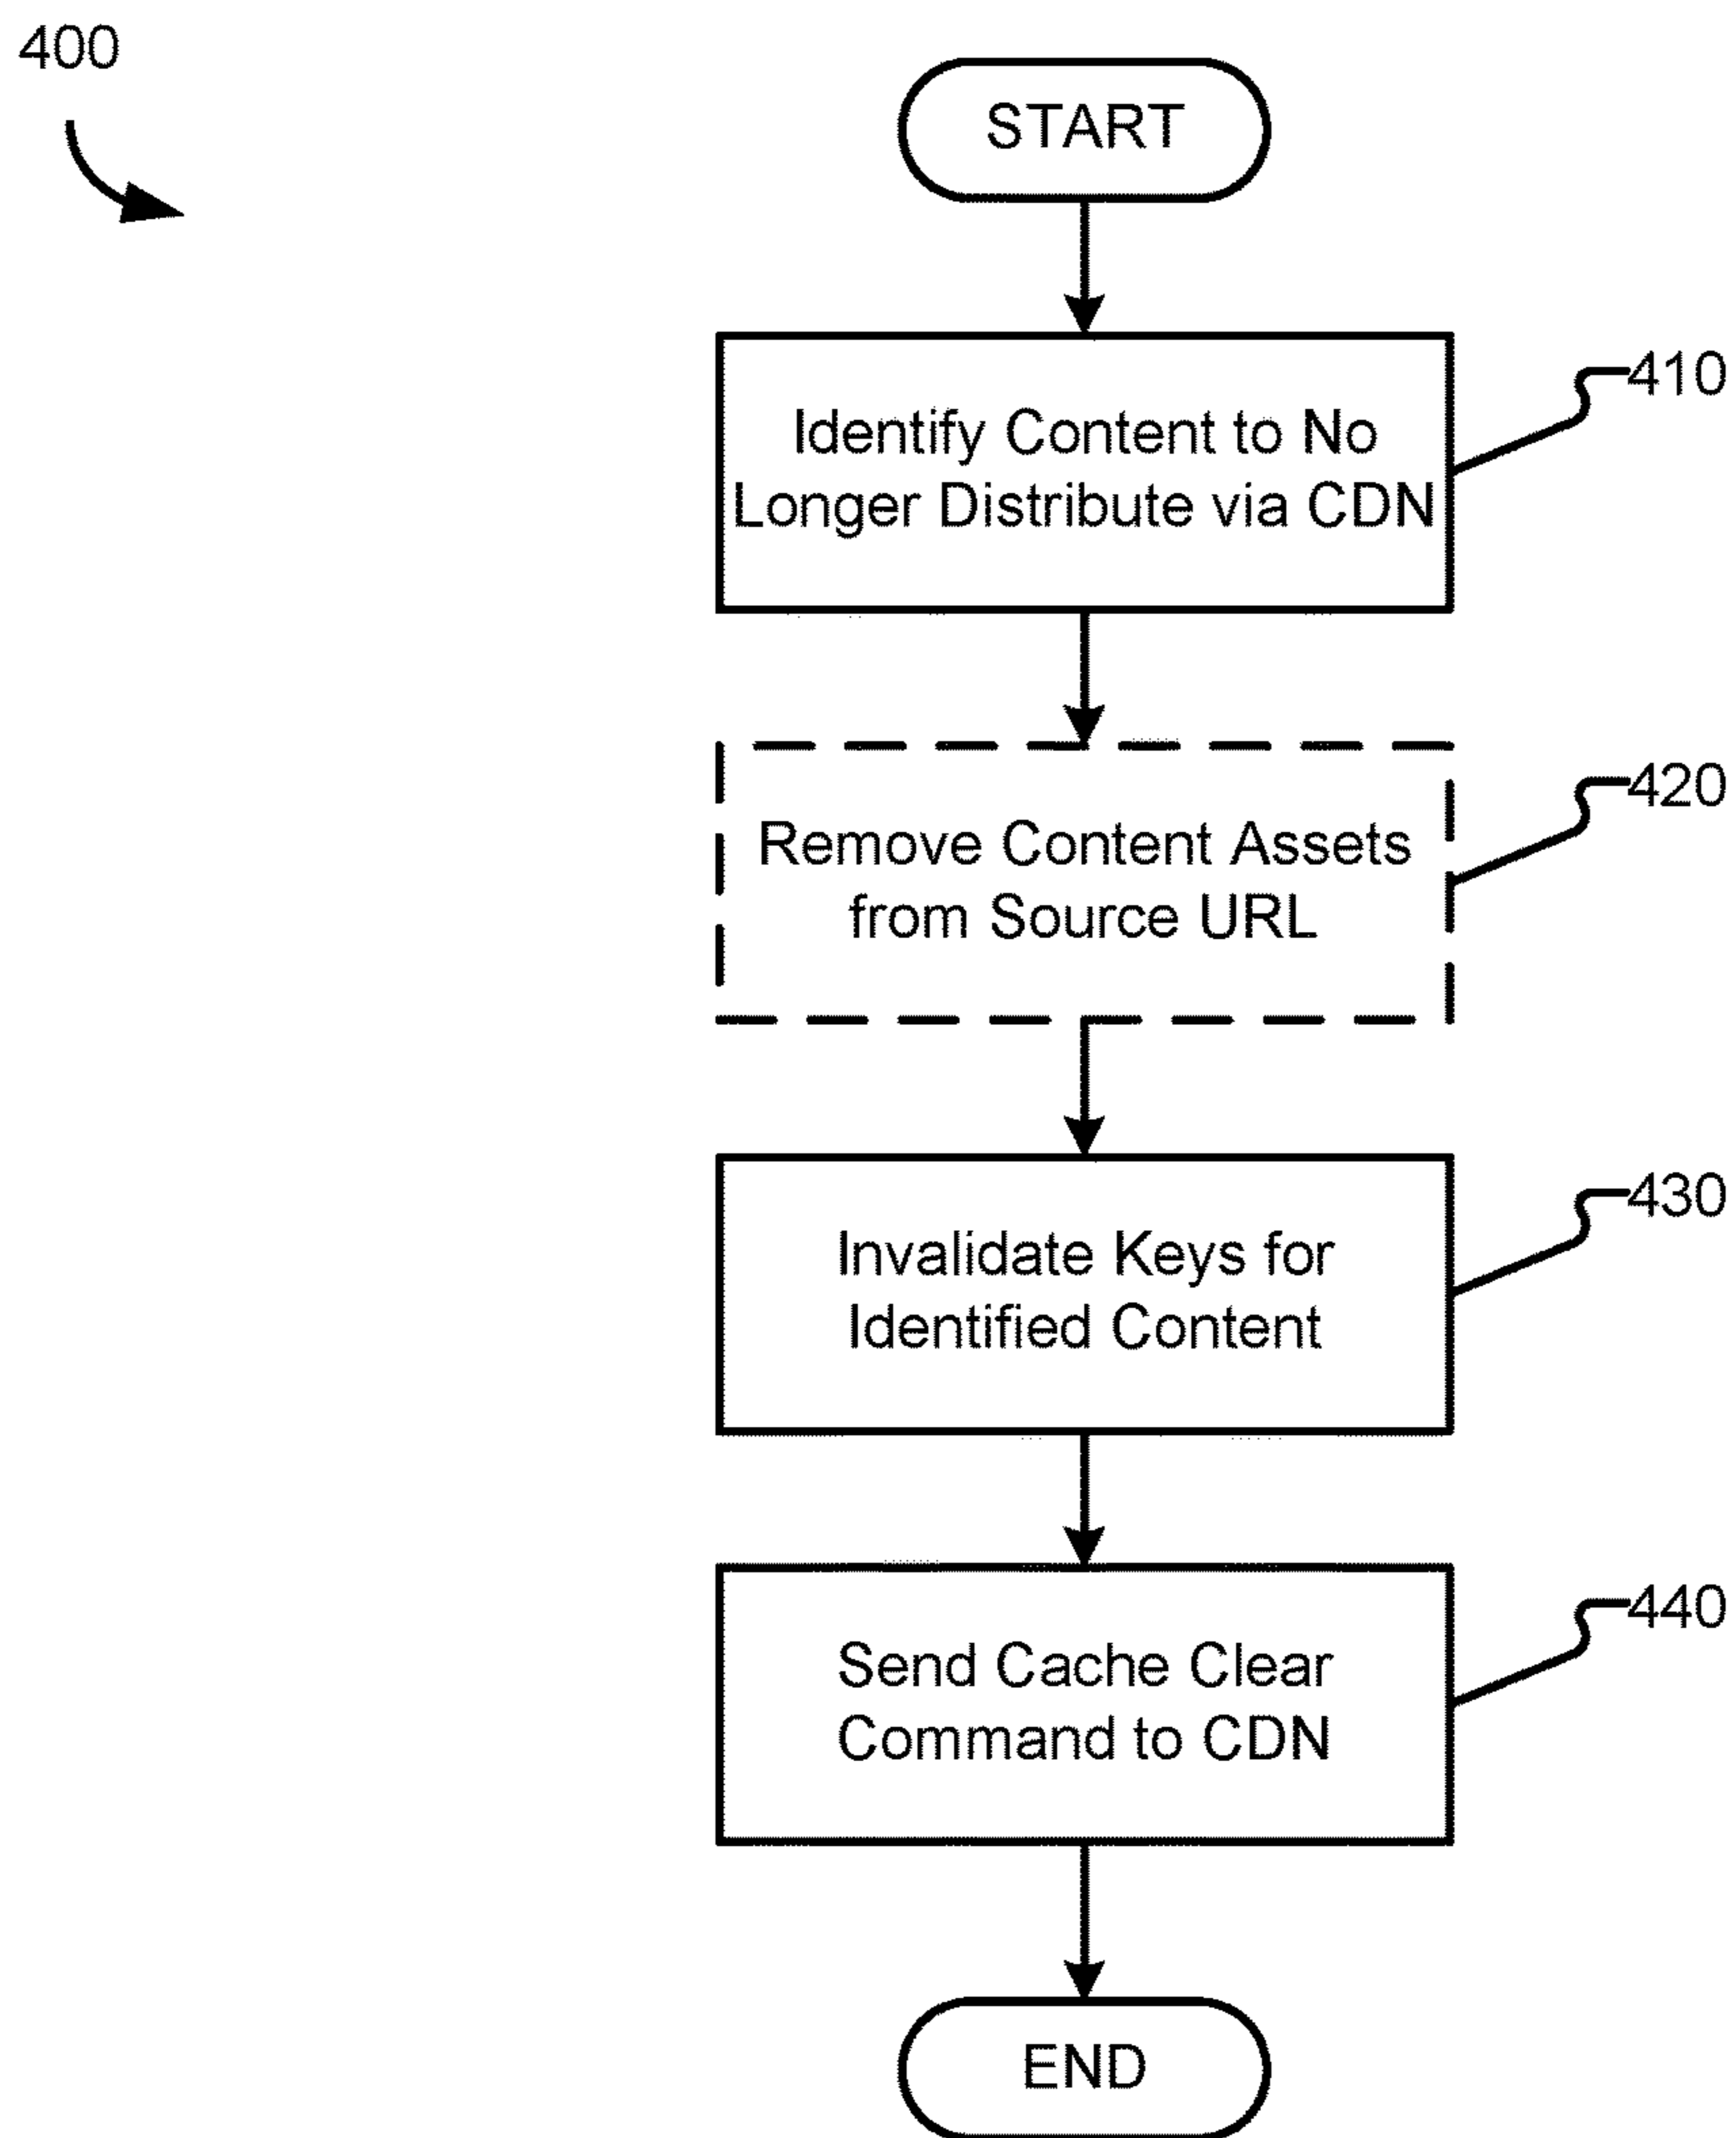 400
START
Identify Content to No
Longer Distribute via CDN
410
Remove Content Assets
from Source URL
420
Invalidate Keys for
Identified Content
430
Send Cache Clear
Command to CDN
440
END